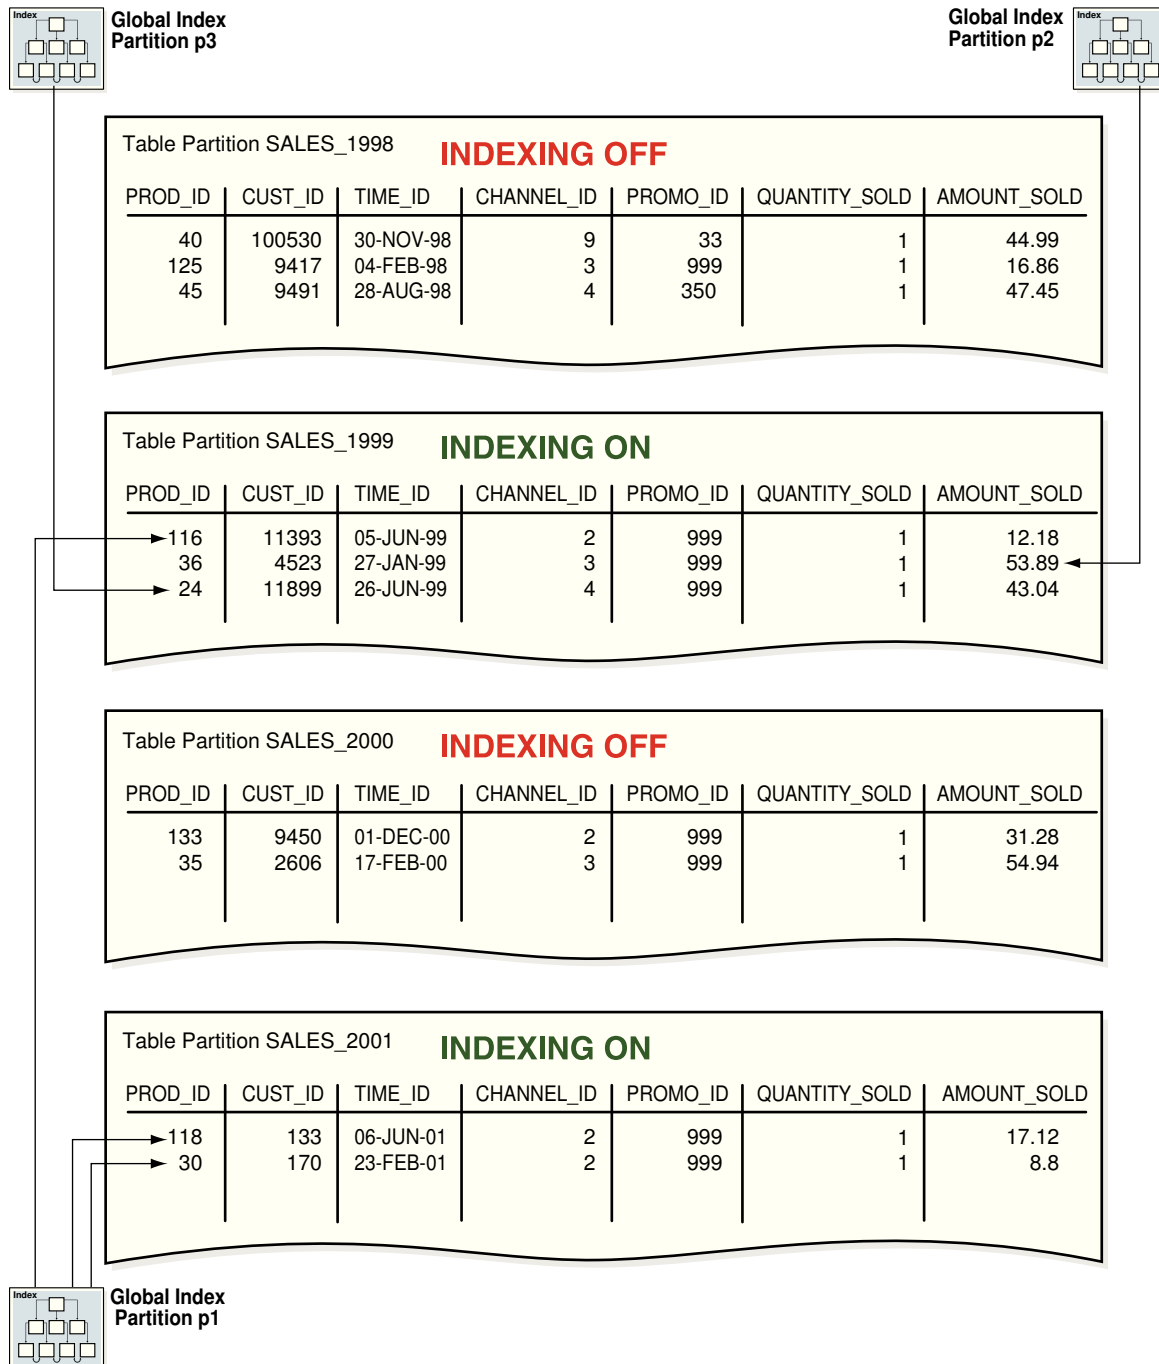 Index
Global Index
Partition p3
Global Index
Partition p2
Index
Table Partition SALES_1998
INDEXING OFF
PROD_ID CUST_ID TIME_ID CHANNEL_ID PROMO_ID QUANTITY_SOLD AMOUNT_SOLD
40 100530 30-NOV-98 9 33 1 44.99
125 9417 04-FEB-98 3 999 1 16.86
45 9491 28-AUG-98 4 350 1 47.45
Table Partition SALES_1999
INDEXING ON
PROD_ID CUST_ID TIME_ID CHANNEL_ID PROMO_ID QUANTITY_SOLD AMOUNT_SOLD
116 11393 05-JUN-99 2 999 1 12.18
36 4523 27-JAN-99 3 999 1 53.89
24 11899 26-JUN-99 4 999 1 43.04
Table Partition SALES_2000
INDEXING OFF
PROD_ID CUST_ID TIME_ID CHANNEL_ID PROMO_ID QUANTITY_SOLD AMOUNT_SOLD
133 9450 01-DEC-00 2 999 1 31.28
35 2606 17-FEB-00 3 999 1 54.94
Table Partition SALES_2001
INDEXING ON
PROD_ID CUST_ID TIME_ID CHANNEL_ID PROMO_ID QUANTITY_SOLD AMOUNT_SOLD
118 133 06-JUN-01 2 999 1 17.12
30 170 23-FEB-01 2 999 1 8.8
Index
Global Index
Partition p1